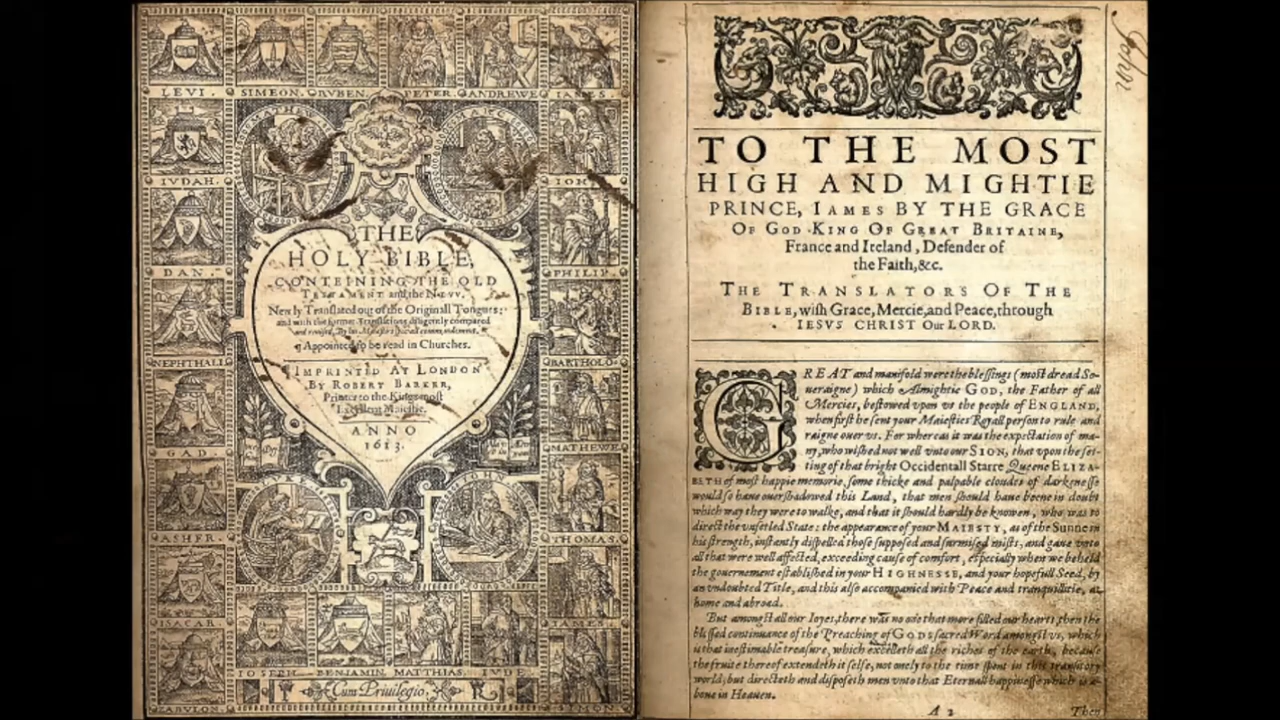 LEVI. SIMEON. RVBEN. PETER. ANDREWE IAMES.
IVDAH. IOHN
DAN. PHILIP.
NEPHTHALI BARTHOLO.
GAD. MATHEWE
ASHER. THOMAS.
ISACAR. IAMES
IOSEPH. BENJAMIN. MATTHIAS. IVDE
ZABVLON. SIMON.
THE
HOLY BIBLE,
CONTEINING THE OLD
TESTAMENT and the NEVV.
Newly Translated out of the Originall Tongues:
and with the former Translations diligently compared
and reuised, By his Maiesties speciall commandement.
¶ Appointed to be read in Churches.
¶ IMPRINTED AT LONDON
BY ROBERT BARKER,
Printer to the Kings most
Excellent Maiestie.
ANNO
1613.
Cum Priuilegio,
Iohn
TO THE MOST
HIGH AND MIGHTIE
PRINCE, IAMES BY THE GRACE
OF GOD KING OF GREAT BRITAINE,
France and Ireland, Defender of
the Faith,&c.
THE TRANSLATORS OF THE
BIBLE, wish Grace, Mercie, and Peace, through
IESVS CHRIST Our LORD.
GREAT and manifold were the blessings (most dread So-
ueraigne) which Almightie GOD, the Father of all
Mercies, bestowed vpon vs the people of ENGLAND,
when first he sent your Maiesties Royall person to rule and
raigne ouer vs. For whereas it was the expectation of ma-
ny, who wished not well vnto our SION, that vpon the set-
ting of that bright Occidentall Starre Queene ELIZA-
BETH of most happie memorie, some thicke and palpable cloudes of darknesse
would so haue ouershadowed this Land, that men should haue beene in doubt
which way they were to walke, and that it should hardly be knowen, who was to
direct the vnsetled State: the appearance of your MAIESTY, as of the Sunne in
his strength, instantly dispelled those supposed and surmised mists, and gaue vnto
all that were well affected, exceeding cause of comfort, especially when we beheld
the gouernement established in your HIGHNESSE, and your hopefull Seed, by
an vndoubted Title, and this also accompanied with Peace and tranquillitie, at
home and abroad.
But amongst all our Ioyes, there was no one that more filled our hearts, then the
blessed continuance of the Preaching of GODS sacred Word amongst vs, which
is that inestimable treasure, which excelleth all the riches of the earth, because
the fruite thereof extendeth it selfe, not onely to the time spent in this transitory
world, but directeth and disposeth men vnto that Eternall happinesse which is a-
boue in Heauen.
A 2 Then